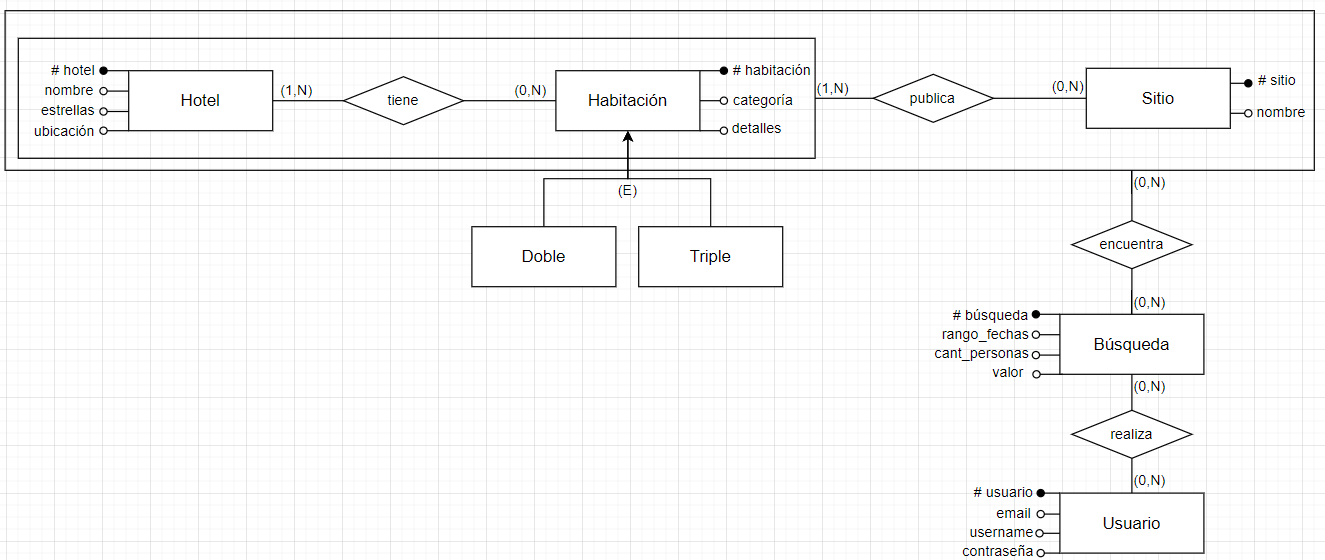 # hotel
nombre
estrellas
ubicación
Hotel
(1,N)
tiene
(0,N)
Habitación
# habitación
categoría
detalles
(1,N)
publica
(0,N)
Sitio
# sitio
nombre
(E)
Doble
Triple
(0,N)
encuentra
(0,N)
# búsqueda
rango_fechas
cant_personas
valor
Búsqueda
(0,N)
realiza
(0,N)
# usuario
email
username
contraseña
Usuario